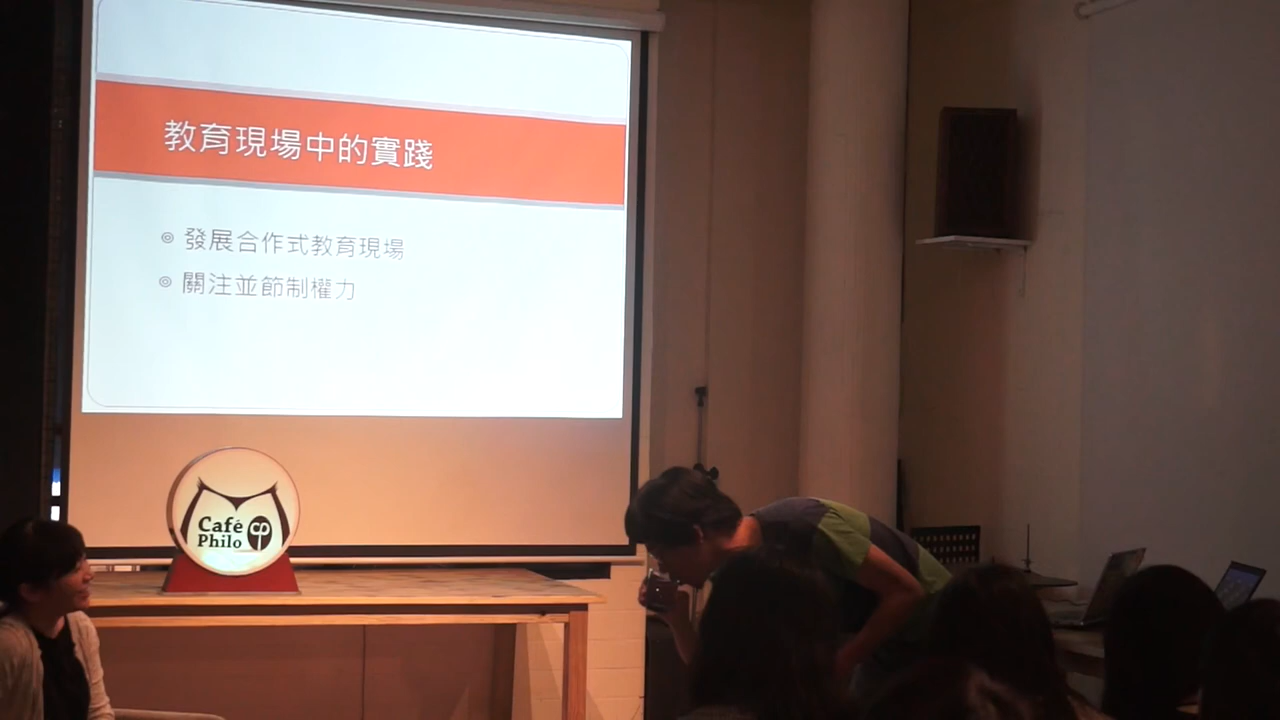 教育現場中的實踐
發展合作式教育現場
關注並節制權力
Café
Philo